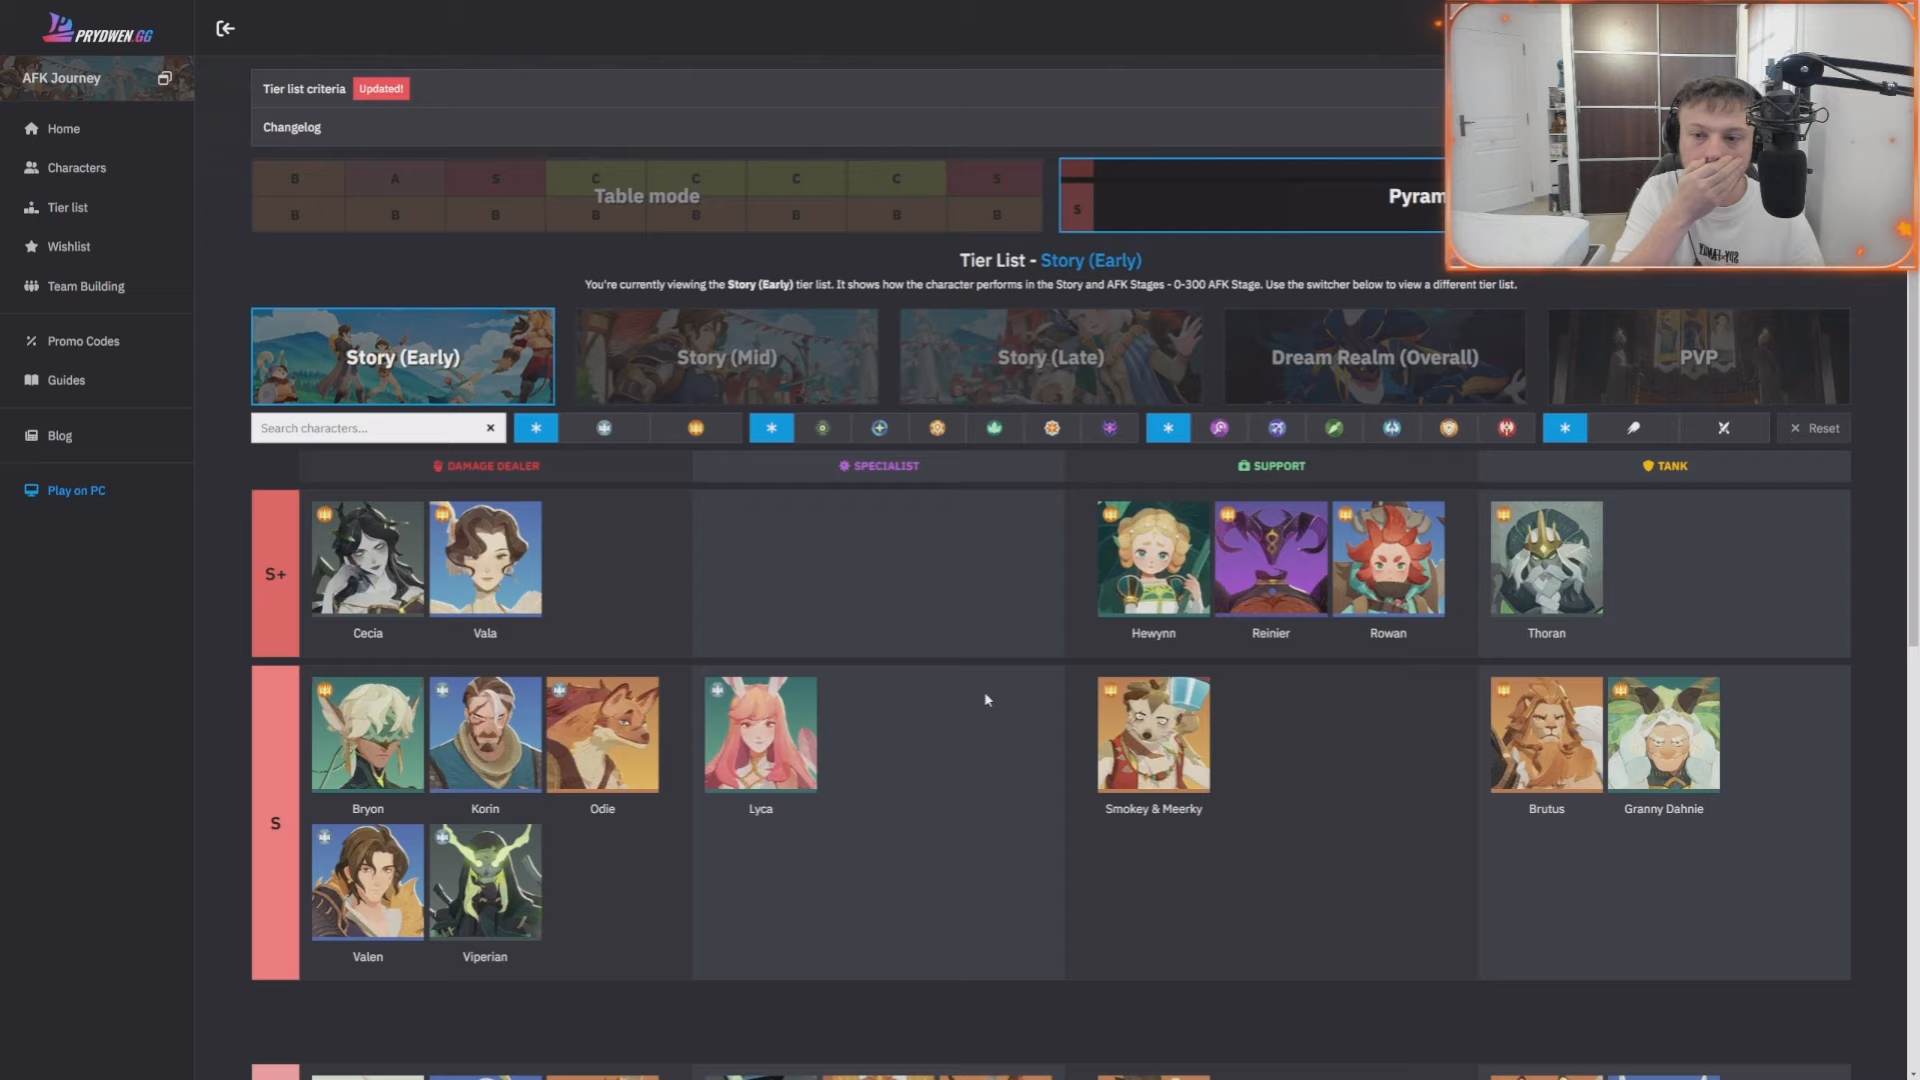 PRYDWEN.GG
AFK Journey
Home
Characters
Tier list
Wishlist
Team Building
Promo Codes
Guides
Blog
Play on PC
Tier list criteria Updated!
Changelog
B A S C C C C S
Table mode
B B B B B B B B
S
Pyram
Tier List - Story (Early)
You're currently viewing the Story (Early) tier list. It shows how the character performs in the Story and AFK Stages - 0-300 AFK Stage. Use the switcher below to view a different tier list.
Story (Early)
Story (Mid)
Story (Late)
Dream Realm (Overall)
PVP
Search characters...
Reset
DAMAGE DEALER
SPECIALIST
SUPPORT
TANK
S+
Cecia
Vala
Hewynn
Reinier
Rowan
Thoran
S
Bryon
Korin
Odie
Lyca
Smokey & Meerky
Brutus
Granny Dahnie
Valen
Viperian